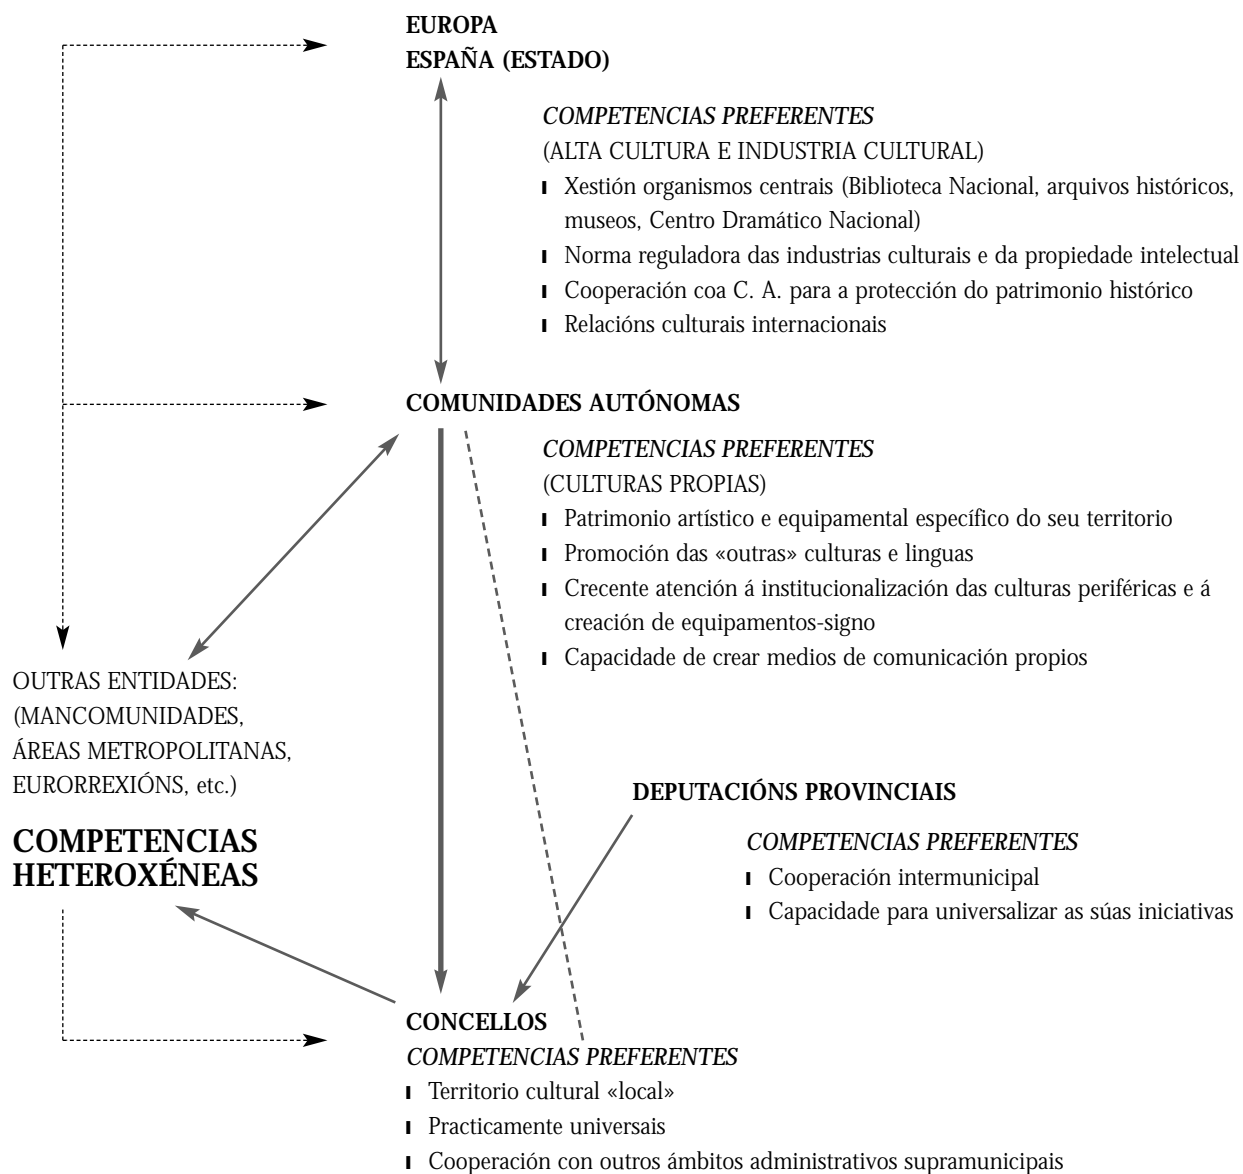 EUROPA
ESPAÑA (ESTADO)
COMPETENCIAS PREFERENTES
(ALTA CULTURA E INDUSTRIA CULTURAL)
Xestión organismos centrais (Biblioteca Nacional, arquivos históricos,
museos, Centro Dramático Nacional)
Norma reguladora das industrias culturais e da propiedade intelectual
Cooperación coa C. A. para a protección do patrimonio histórico
Relacións culturais internacionais
COMUNIDADES AUTÓNOMAS
COMPETENCIAS PREFERENTES
(CULTURAS PROPIAS)
Patrimonio artístico e equipamental específico do seu territorio
Promoción das «outras» culturas e linguas
Crecente atención á institucionalización das culturas periféricas e á
creación de equipamentos-signo
Capacidade de crear medios de comunicación propios
OUTRAS ENTIDADES:
(MANCOMUNIDADES,
ÁREAS METROPOLITANAS,
EURORREXIÓNS, etc.)
COMPETENCIAS
HETEROXÉNEAS
DEPUTACIÓNS PROVINCIAIS
COMPETENCIAS PREFERENTES
Cooperación intermunicipal
Capacidade para universalizar as súas iniciativas
CONCELLOS
COMPETENCIAS PREFERENTES
Territorio cultural «local»
Practicamente universais
Cooperación con outros ámbitos administrativos supramunicipais